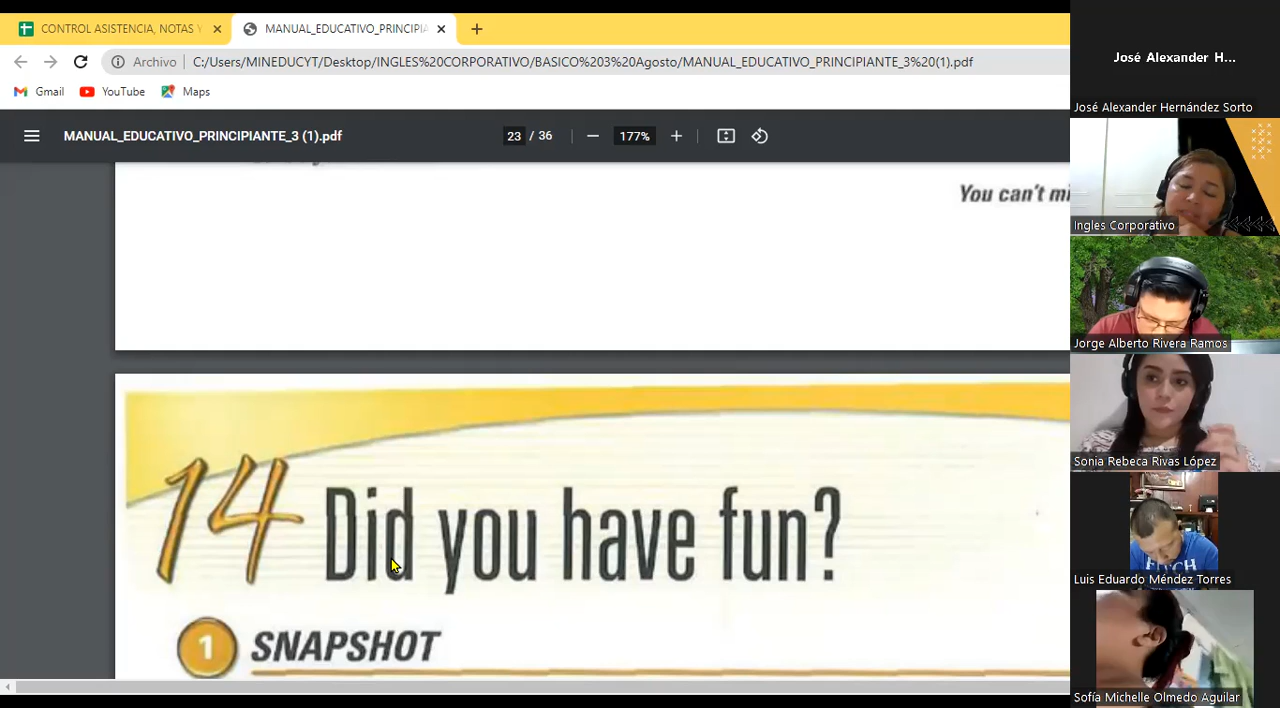 CONTROL ASISTENCIA, NOTAS Y
MANUAL_EDUCATIVO_PRINCIPIA
Archivo
C:/Users/MINEDUCYT/Desktop/INGLES%20CORPORATIVO/BASICO%203%20Agosto/MANUAL_EDUCATIVO_PRINCIPIANTE_3%20(1).pdf
Gmail
YouTube
Maps
MANUAL_EDUCATIVO_PRINCIPIANTE_3 (1).pdf
23 / 36
177%
You can't mi
14 Did you have fun?
1 SNAPSHOT
José Alexander H...
José Alexander Hernández Sorto
Ingles Corporativo
Jorge Alberto Rivera Ramos
Sonia Rebeca Rivas López
Luis Eduardo Méndez Torres
Sofía Michelle Olmedo Aguilar